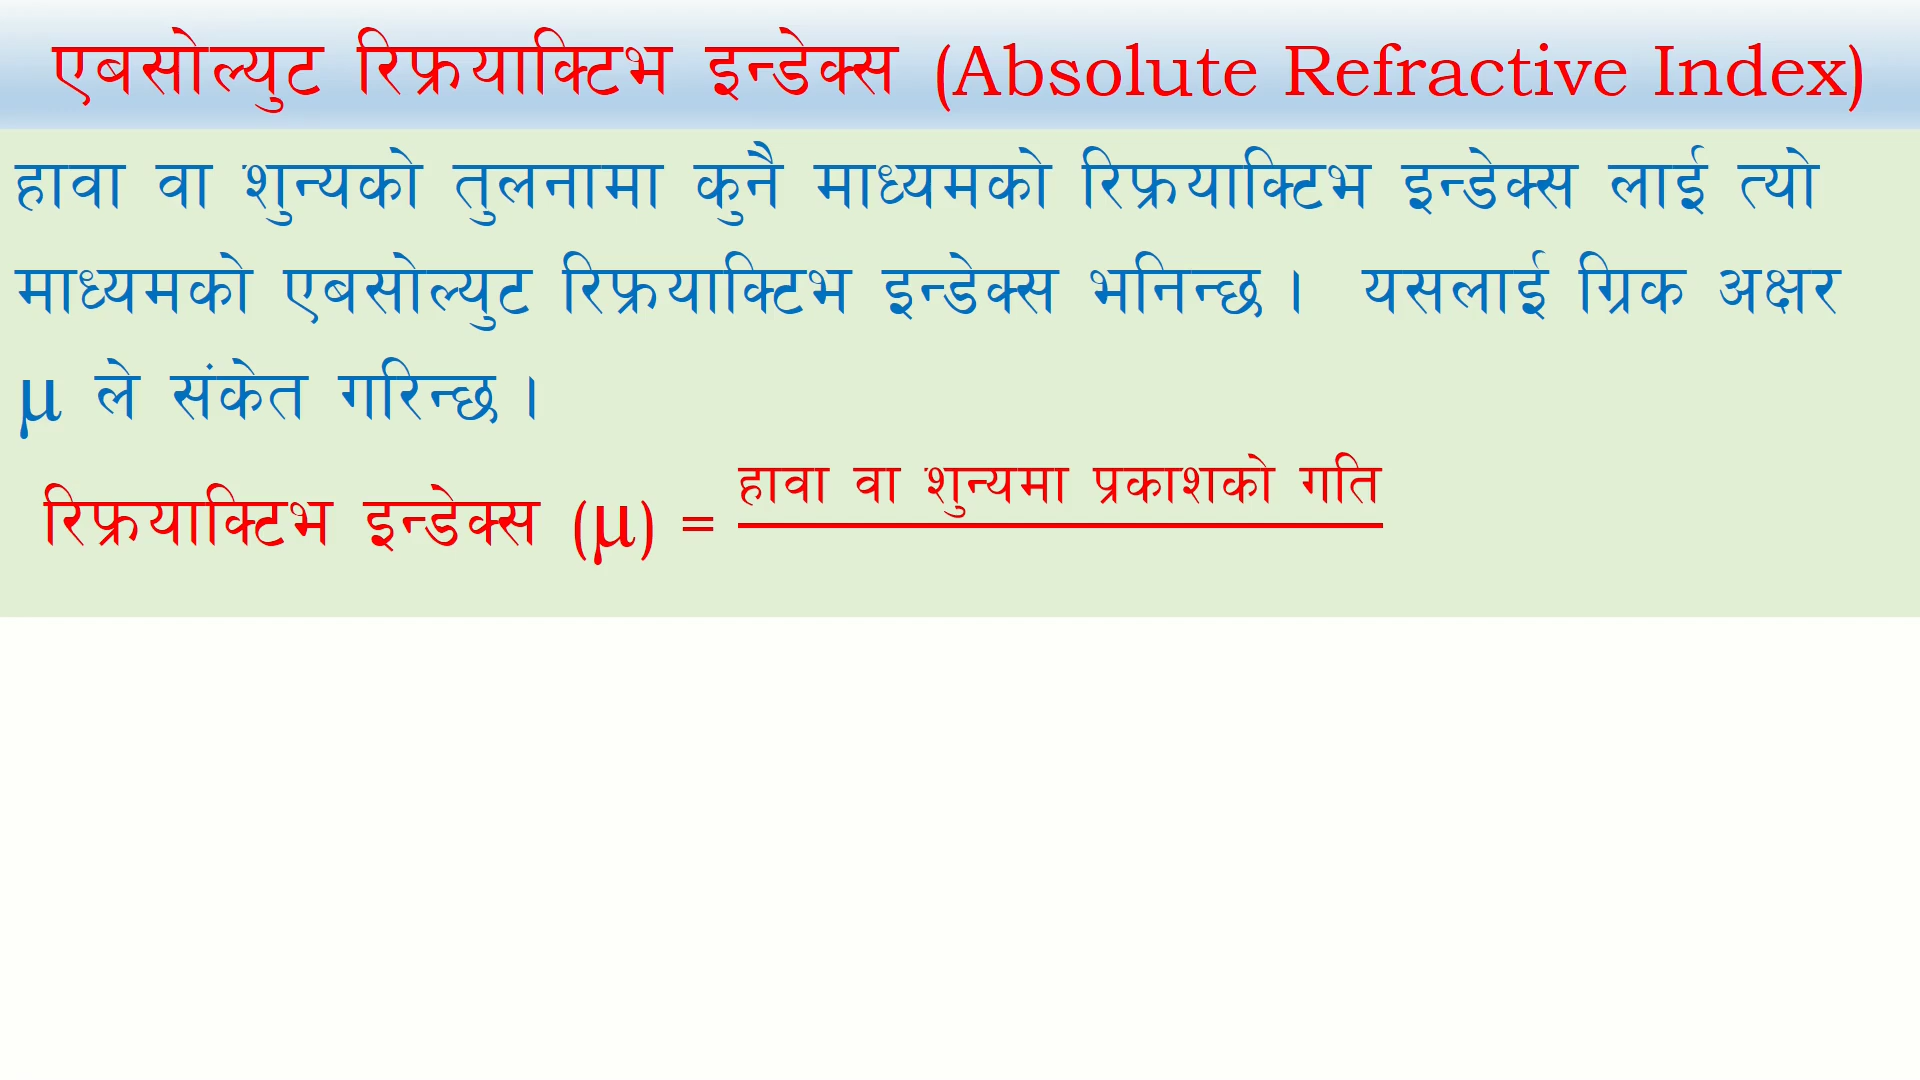 एबसोल्युट रिफ्रयाक्टिभ इन्डेक्स (Absolute Refractive Index)
हावा वा शुन्यको तुलनामा कुनै माध्यमको रिफ्रयाक्टिभ इन्डेक्स लाई त्यो
माध्यमको एबसोल्युट रिफ्रयाक्टिभ इन्डेक्स भनिन्छ । यसलाई ग्रिक अक्षर
µ ले संकेत गरिन्छ ।
रिफ्रयाक्टिभ इन्डेक्स (µ) = हावा वा शुन्यमा प्रकाशको गति